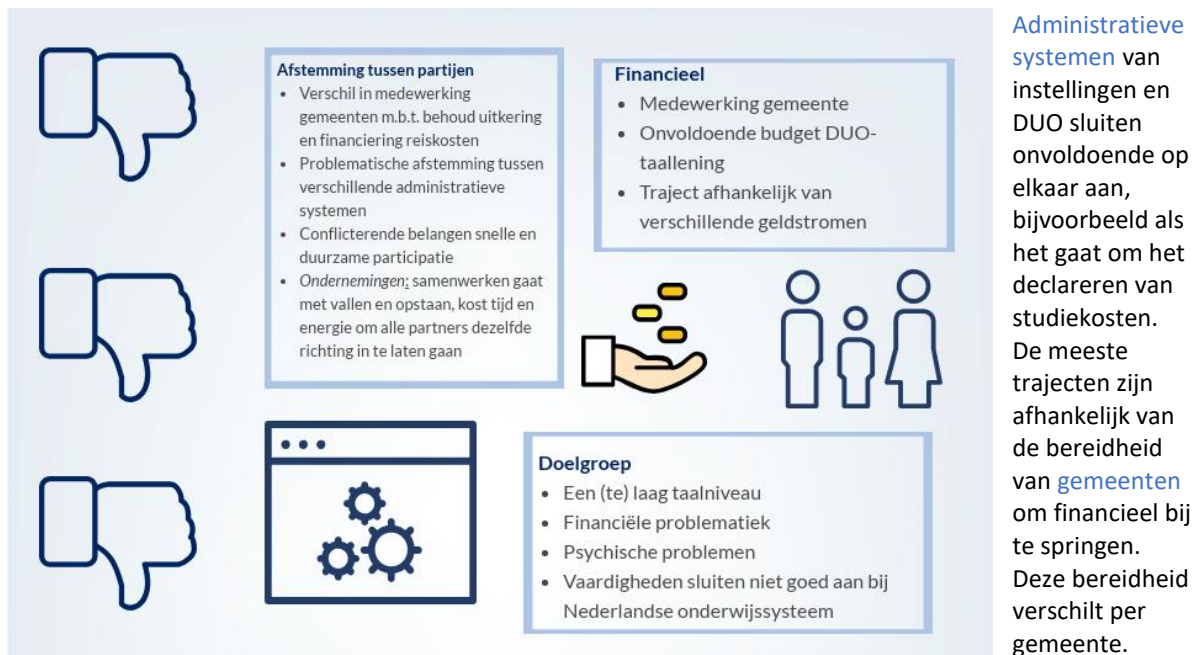 Afstemming tussen partijen
• Verschil in medewerking
gemeenten m.b.t. behoud uitkering
en financiering reiskosten
• Problematische afstemming tussen
verschillende administratieve
systemen
• Conflicterende belangen snelle en
duurzame participatie
• Ondernemingen: samenwerken gaat
met vallen en opstaan, kost tijd en
energie om alle partners dezelfde
richting in te laten gaan
Financieel
• Medewerking gemeente
• Onvoldoende budget DUO-
taallening
• Traject afhankelijk van
verschillende geldstromen
Doelgroep
• Een (te) laag taalniveau
• Financiële problematiek
• Psychische problemen
• Vaardigheden sluiten niet goed aan bij
Nederlandse onderwijssysteem
Administratieve
systemen van
instellingen en
DUO sluiten
onvoldoende op
elkaar aan,
bijvoorbeeld als
het gaat om het
declareren van
studiekosten.
De meeste
trajecten zijn
afhankelijk van
de bereidheid
van gemeenten
om financieel bij
te springen.
Deze bereidheid
verschilt per
gemeente.